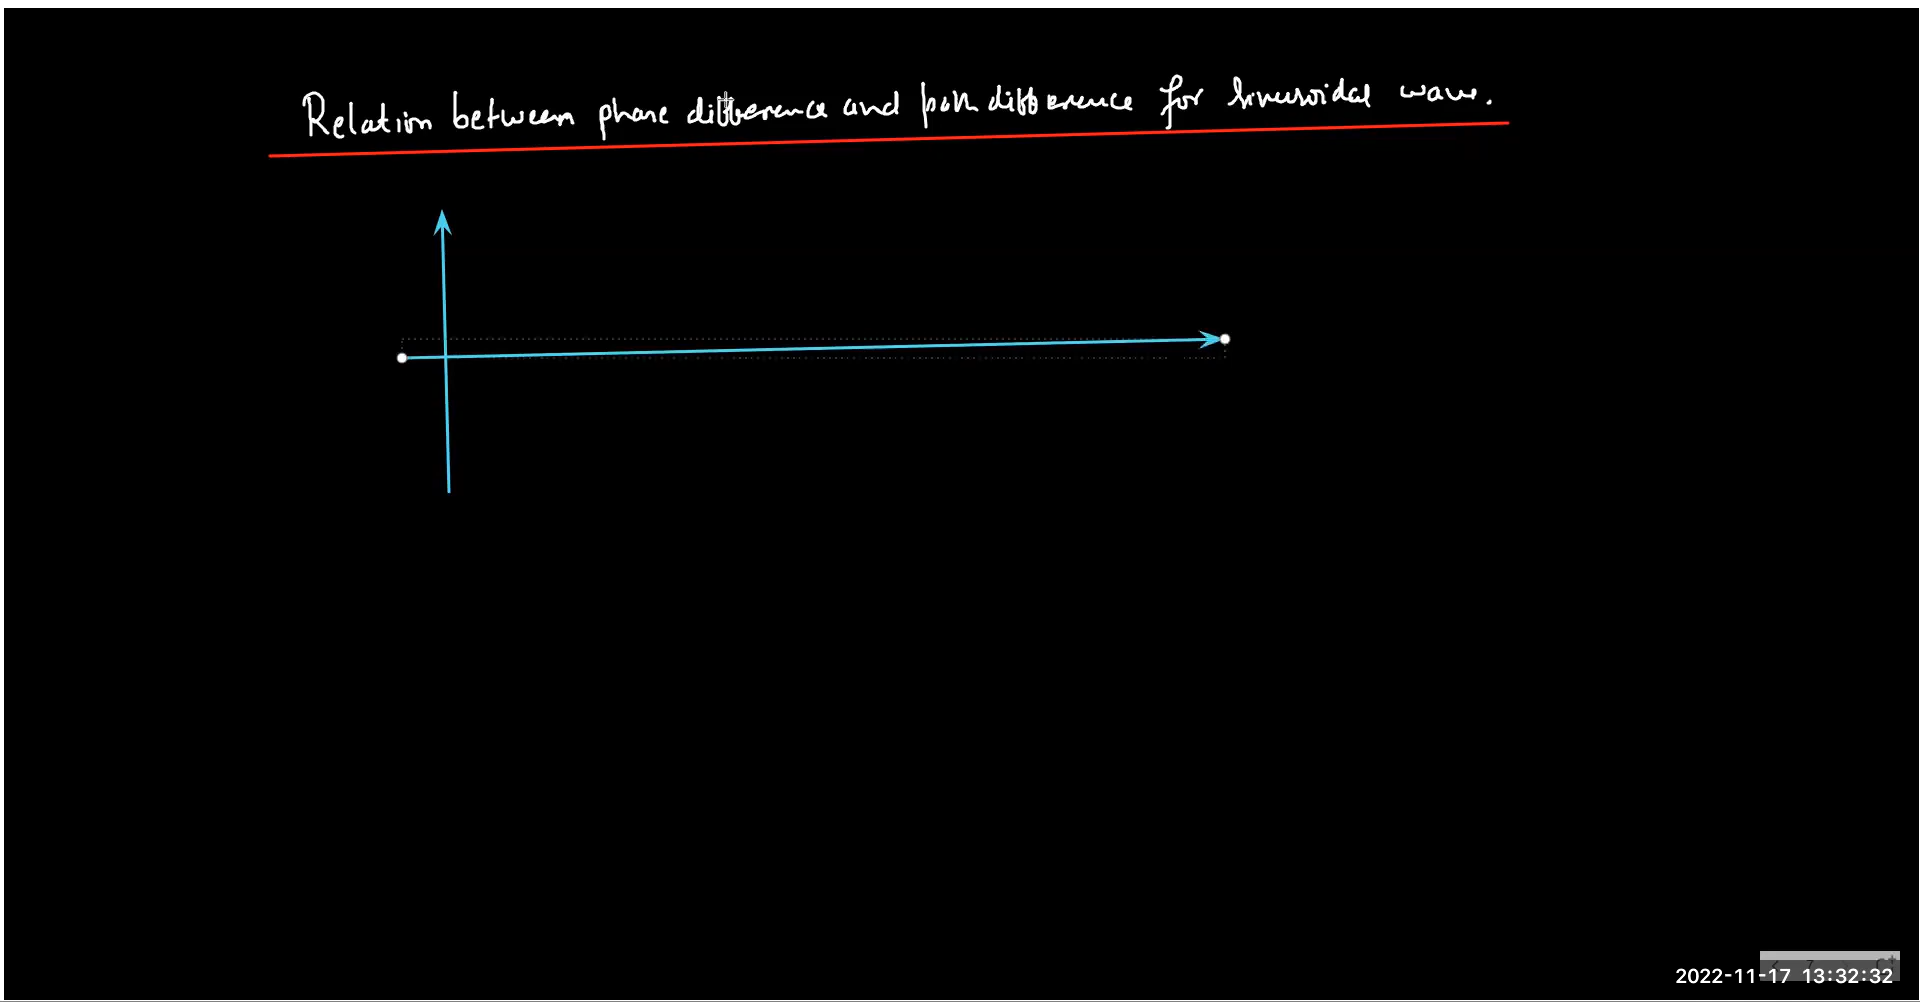 Relation between phase difference and path difference for sinusoidal wave.
2022-11-17 13:32:32